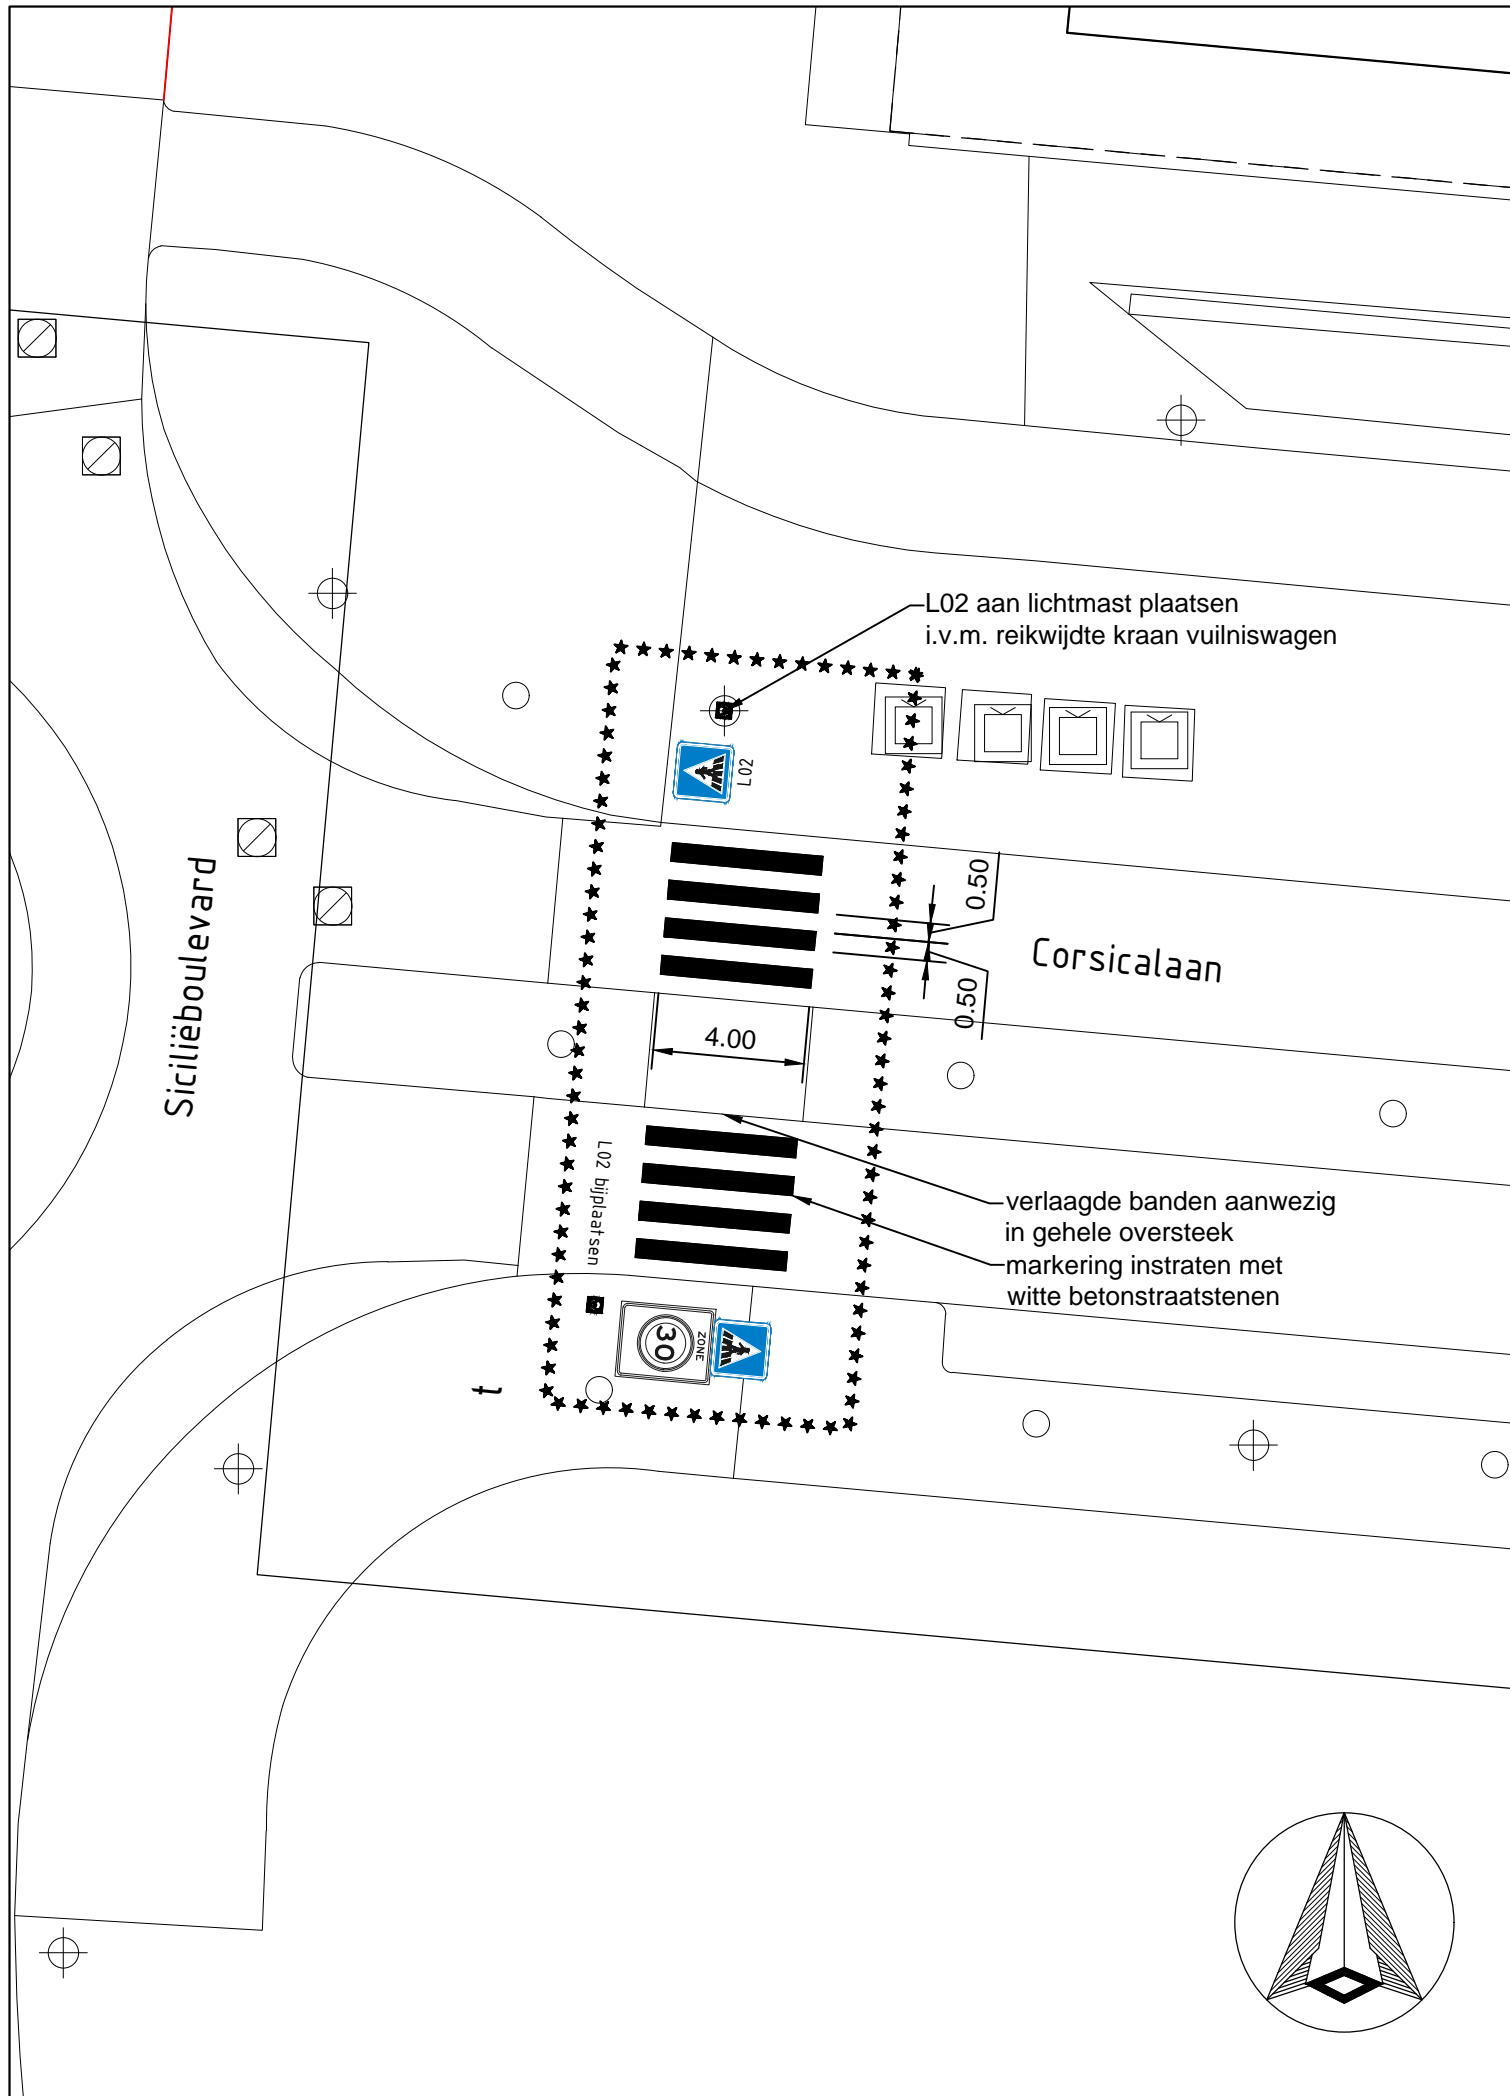 L02 aan lichtmast plaatsen
i.v.m. reikwijdte kraan vuilniswagen
L02
0.50
Corsicalaan
0.50
Siciliëboulevard
4.00
L02 bijplaatsen
verlaagde banden aanwezig
in gehele oversteek
markering instraten met
witte betonstraatstenen
ZONE
30
t